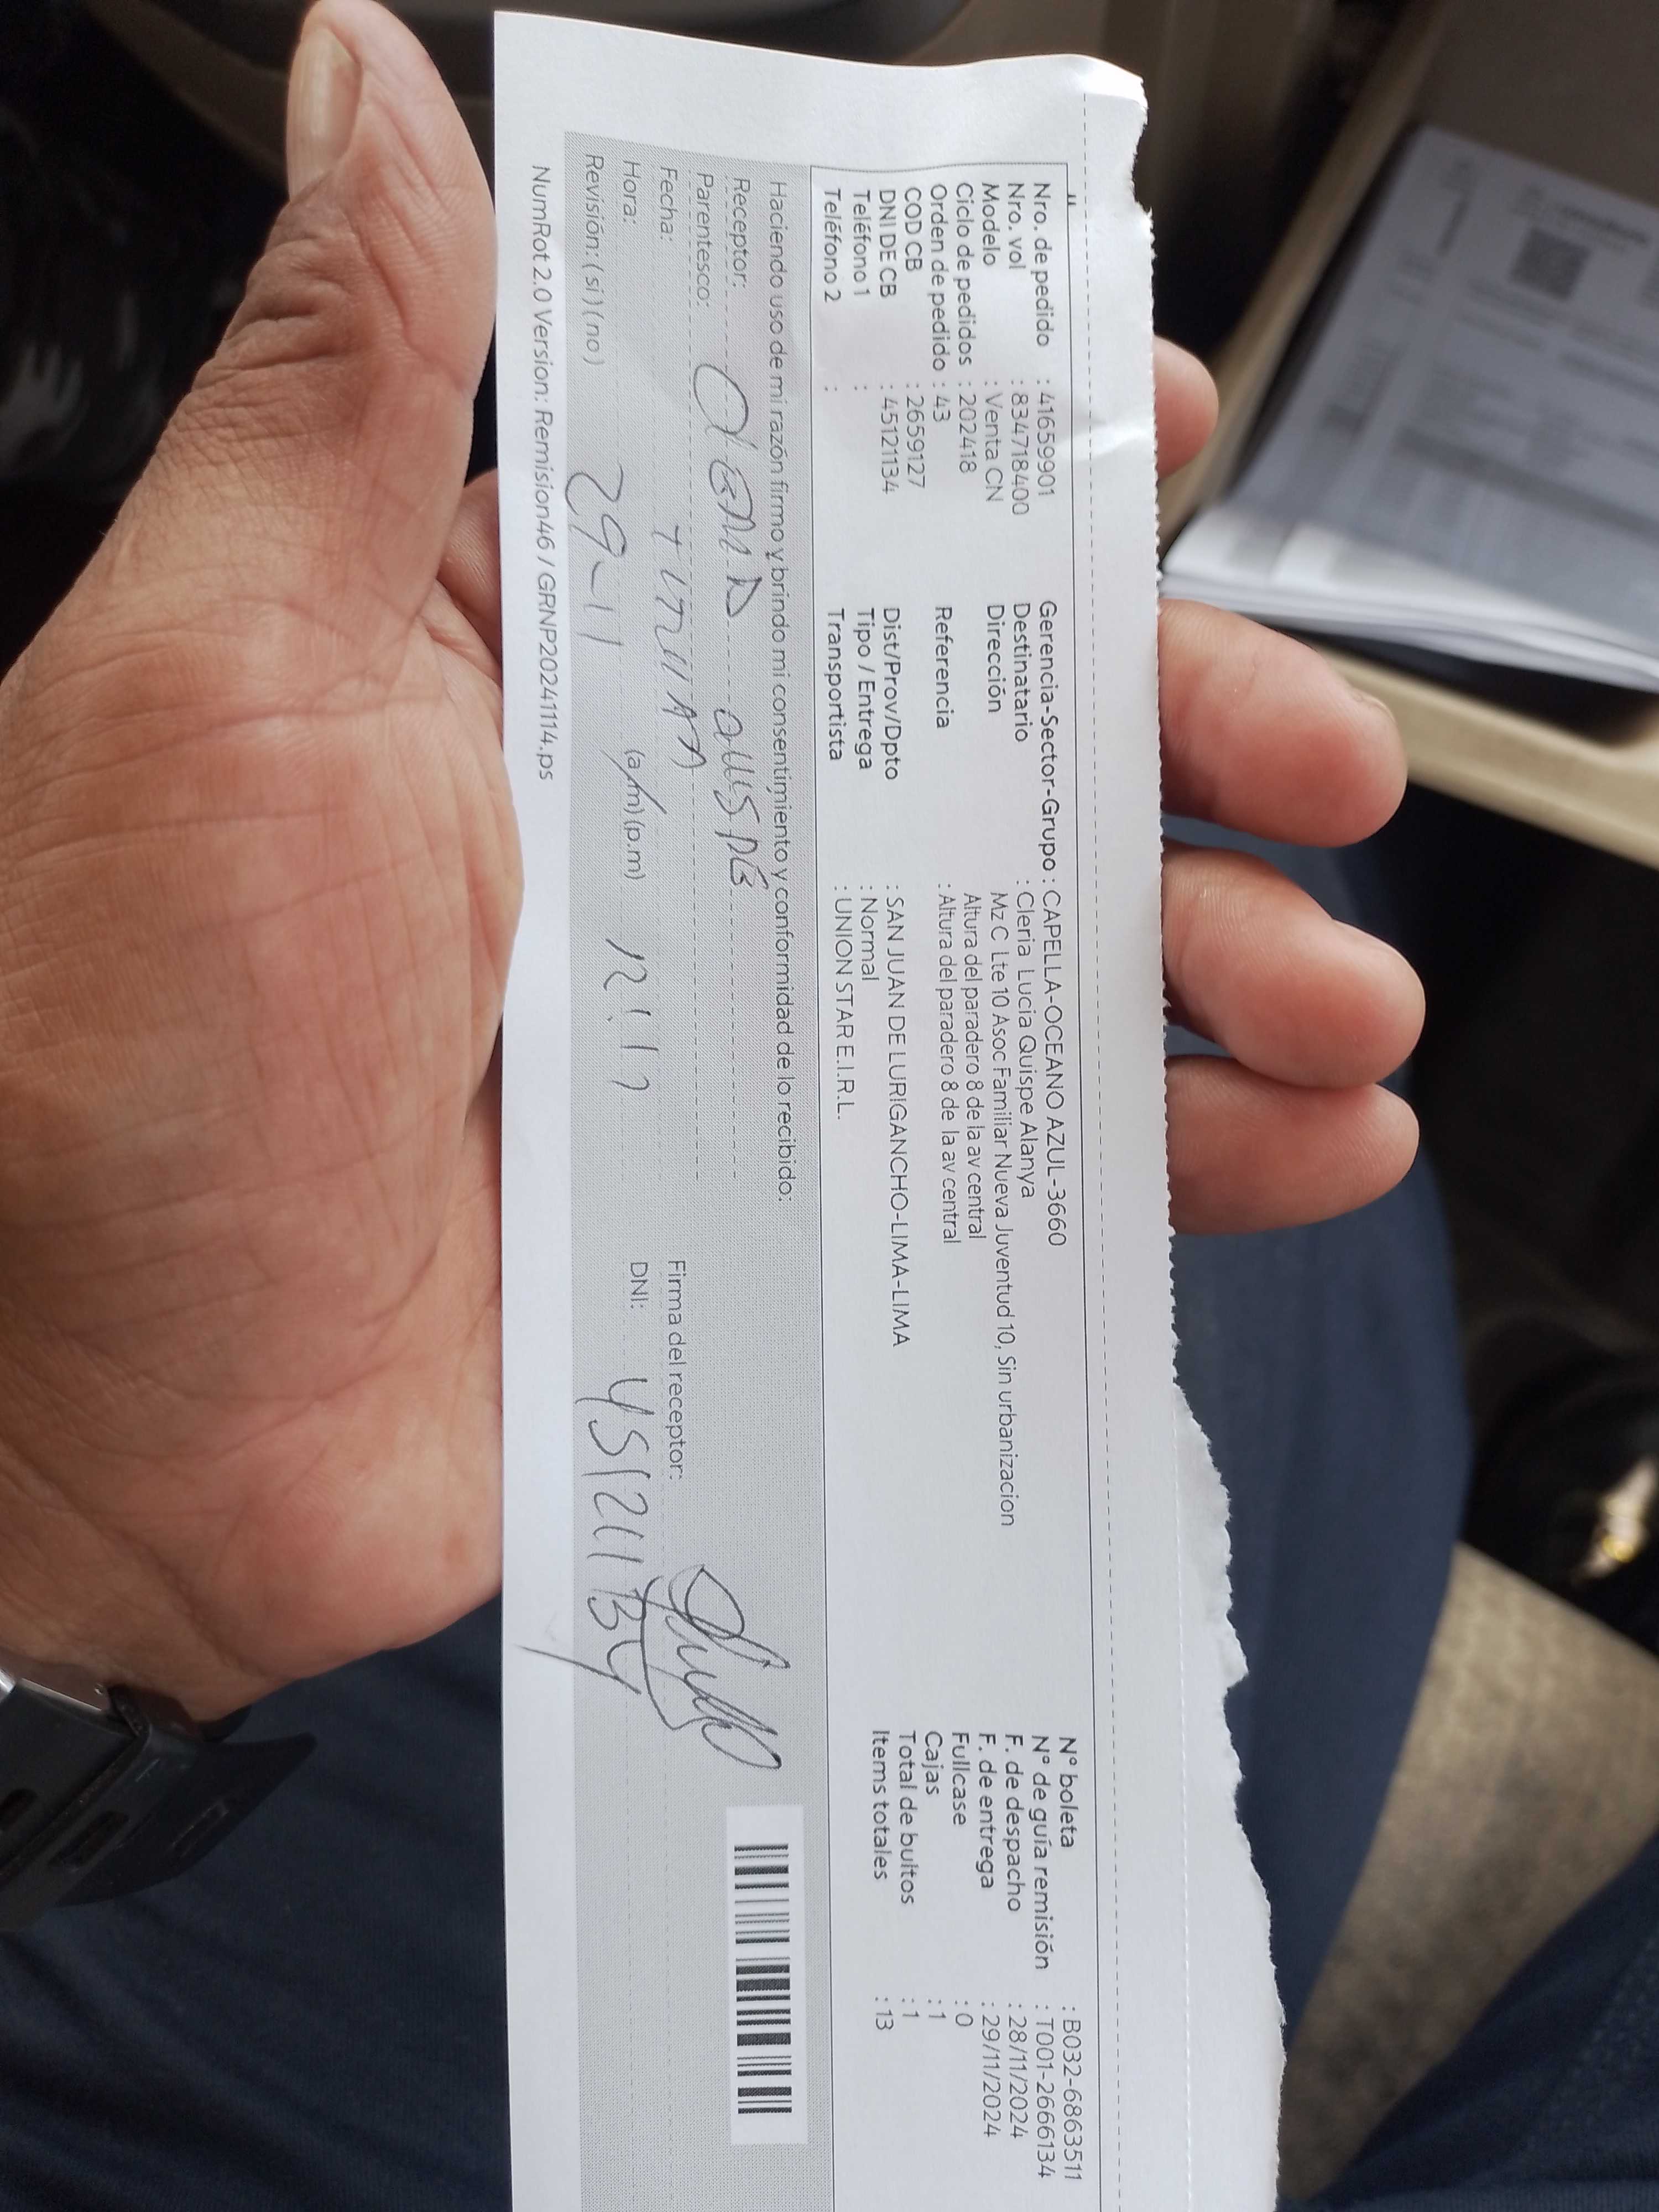 Nro. de pedido : 41659901
Nro. vol : 834718400
Modelo : Venta CN
Ciclo de pedidos : 202418
Orden de pedido : 43
COD CB : 2659127
DNI DE CB : 45121134
Teléfono 1 :
Teléfono 2 :
Gerencia-Sector-Grupo : CAPELLA-OCEANO AZUL-3660
Destinatario : Cleria Lucia Quispe Alanya
Dirección Mz C Lte 10 Asoc Familiar Nueva Juventud 10, Sin urbanizacion
Altura del paradero 8 de la av central
Referencia : Altura del paradero 8 de la av central
Dist/Prov/Dpto : SAN JUAN DE LURIGANCHO-LIMA-LIMA
Tipo / Entrega : Normal
Transportista : UNION STAR E.I.R.L.
N° boleta : B032-6863511
N° de guía remisión : T001-2666134
F. de despacho : 28/11/2024
F. de entrega : 29/11/2024
Fullcase : 0
Cajas : 1
Total de bultos : 1
Items totales : 13
Haciendo uso de mi razón firmo y brindo mi consentimiento y conformidad de lo recibido:
Receptor:
Parentesco:
Fecha: 29-11
Hora: (a.m) (p.m)
Revisión: (si) (no)
Firma del receptor:
DNI: 45121134
NumRot 2.0 Version: Remision46 / GRNP20241114.ps